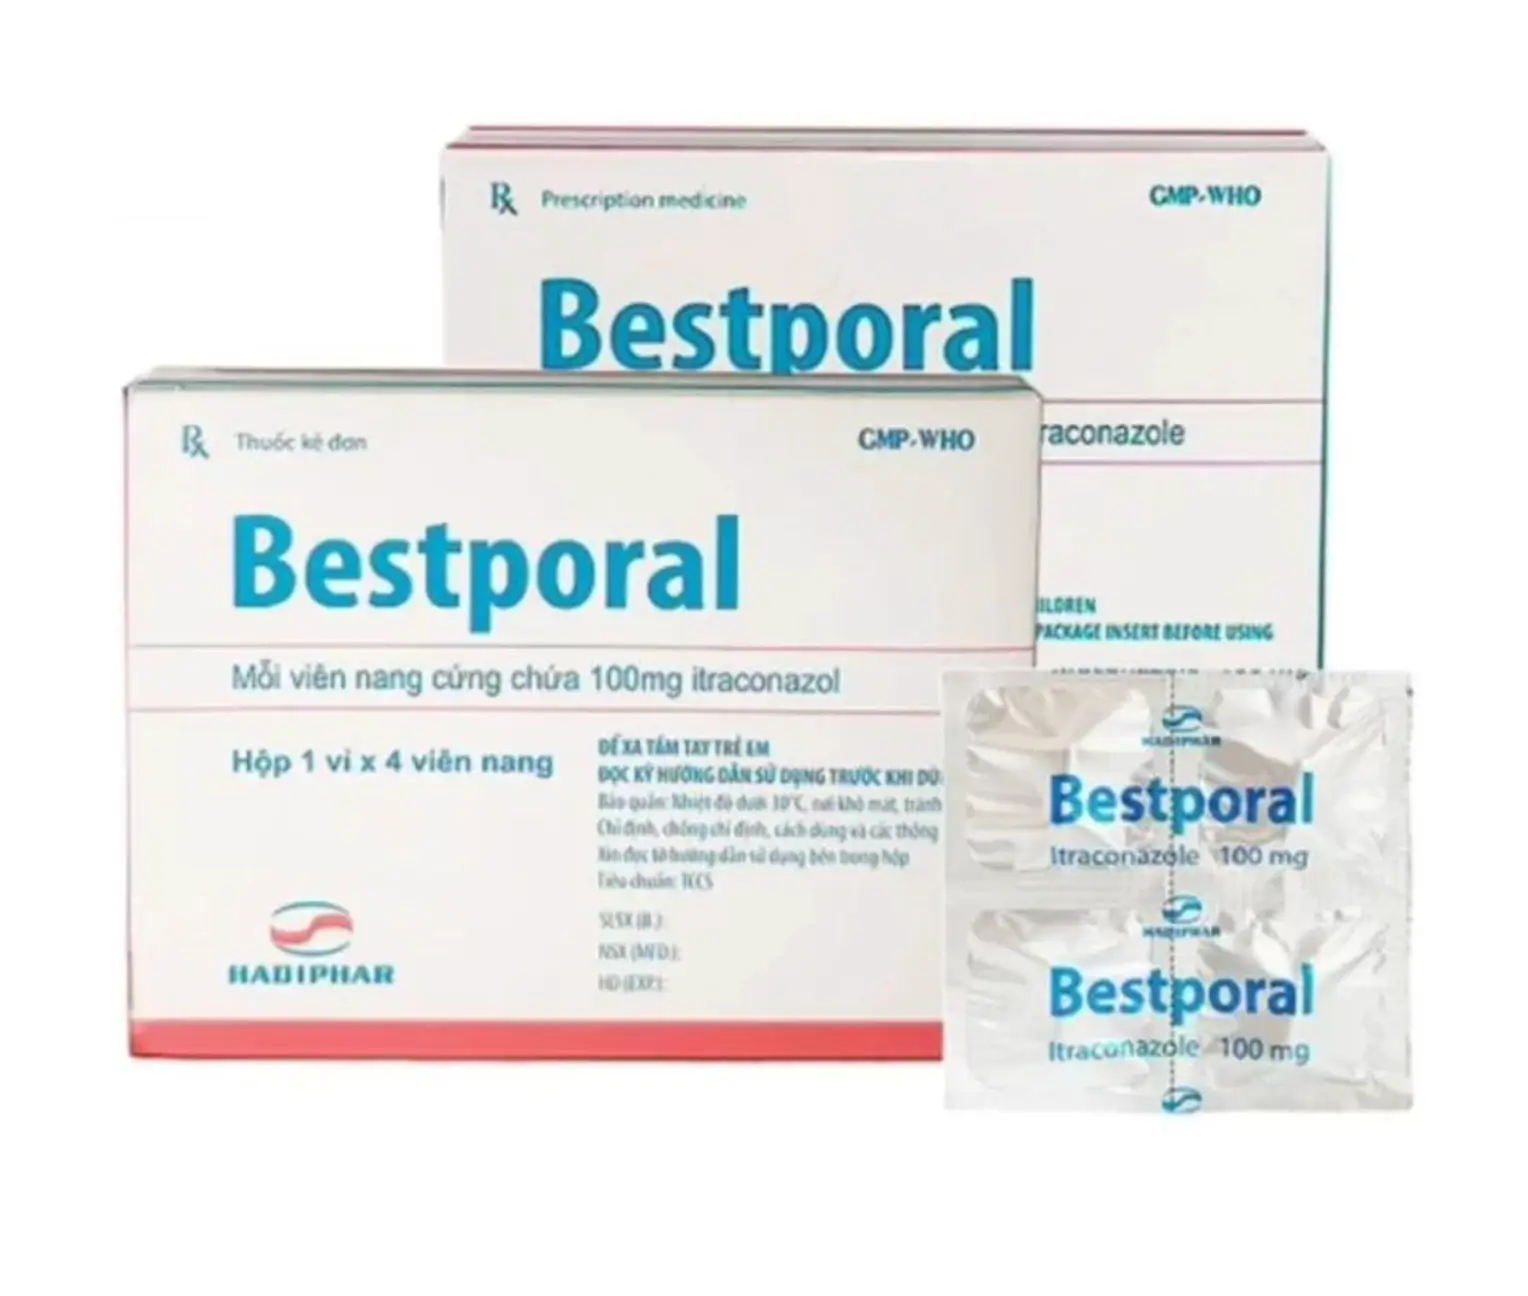 Rx Prescription medicine
GMP-WHO
Bestporal
raconazole
ILDREN
PACKAGE INSERT BEFORE USING
Rx Thuốc kê đơn
GMP-WHO
Bestporal
Mỗi viên nang cứng chứa 100mg itraconazol
Hộp 1 vỉ x 4 viên nang
ĐỂ XA TẦM TAY TRẺ EM
ĐỌC KỸ HƯỚNG DẪN SỬ DỤNG TRƯỚC KHI DÙ
Bảo quản: Nhiệt độ dưới 30°C, nơi khô mát, tránh
Chỉ định, chống chỉ định, cách dùng và các thông
Xin đọc tờ hướng dẫn sử dụng bên trong hộp
Tiêu chuẩn: TCCS
SLSX (B.):
NSX (MFD.):
HD (EXP.):
HADIPHAR
HADIPHAR
Bestporal
Itraconazole 100 mg
HADIPHAR
Bestporal
Itraconazole 100 mg